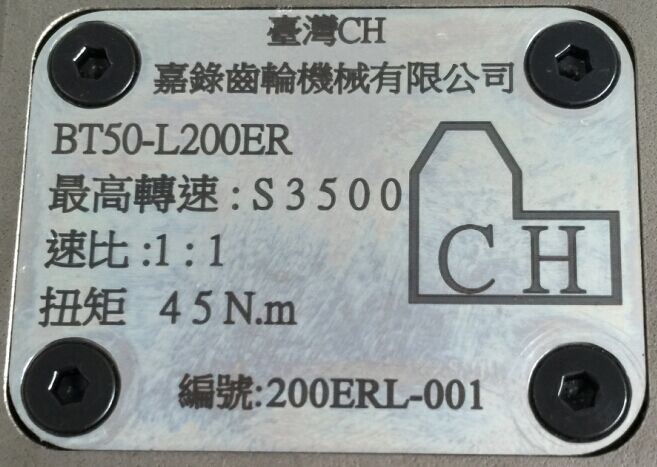 臺灣CH
嘉錄齒輪機械有限公司
BT50-L200ER
最高轉速：S3500
速比：1：1
扭矩 45N.m
CH
編號:200ERL-001